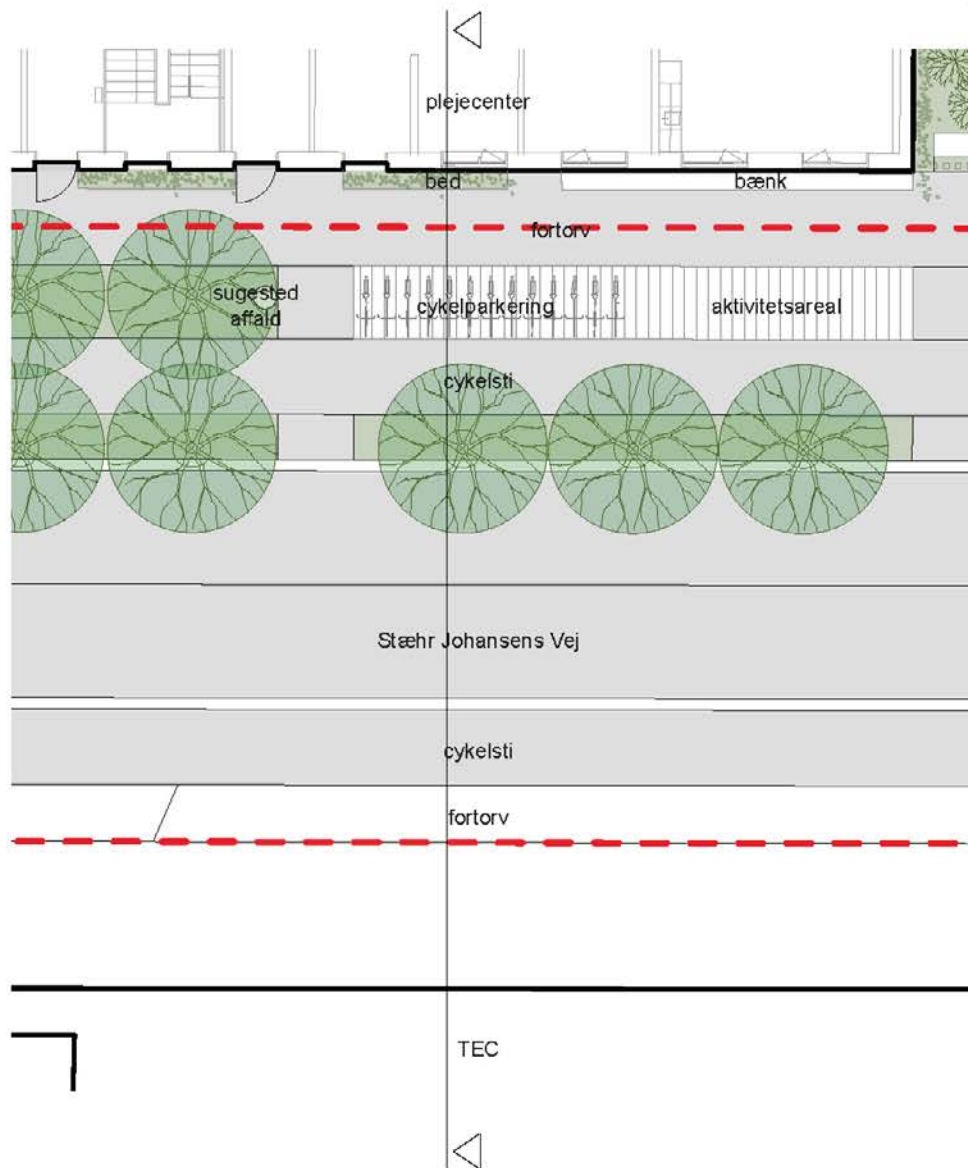 plejecenter
bed
bænk
fortorv
sugested
affald
cykelparkering
aktivitetsareal
cykelsti
Stæhr Johansens Vej
cykelsti
fortorv
TEC